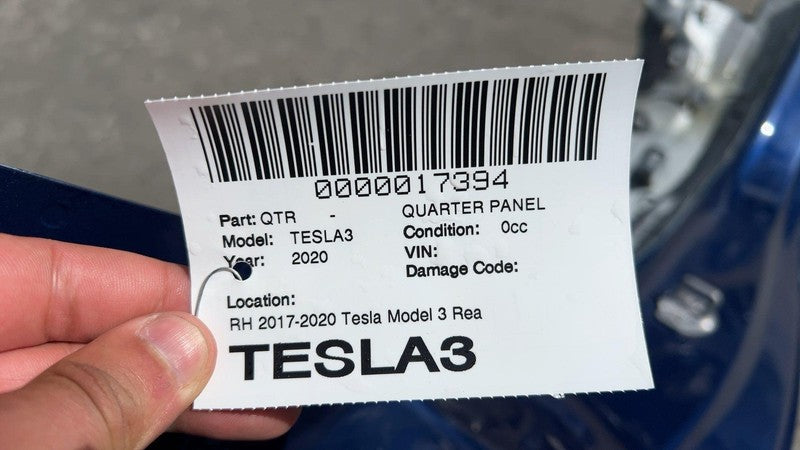 0000017394
Part: QTR - QUARTER PANEL
Model: TESLA3 Condition: 0cc
Year: 2020 VIN:
Damage Code:
Location:
RH 2017-2020 Tesla Model 3 Rea
TESLA3